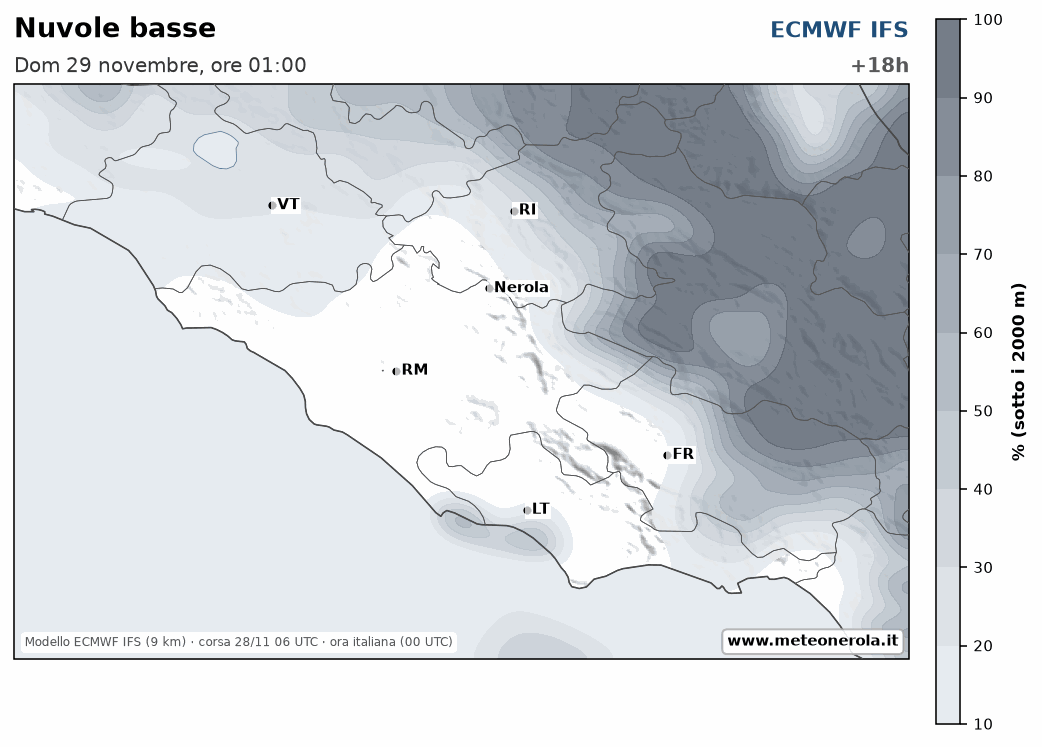 Nuvole basse
ECMWF IFS
Dom 29 novembre, ore 01:00
+18h
VT
RI
Nerola
RM
FR
LT
Modello ECMWF IFS (9 km) · corsa 28/11 06 UTC · ora italiana (00 UTC)
www.meteonerola.it
100
90
80
70
60
50
40
30
20
10
% (sotto i 2000 m)